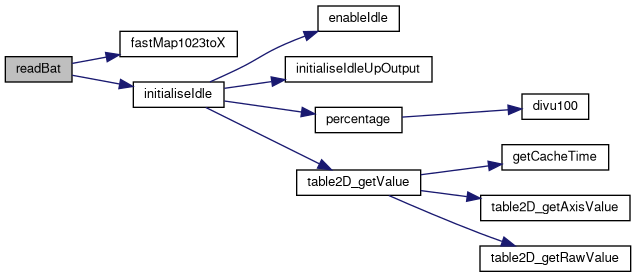 readBat
fastMap1023toX
initialiseIdle
enableIdle
initialiseIdleUpOutput
percentage
divu100
table2D_getValue
getCacheTime
table2D_getAxisValue
table2D_getRawValue